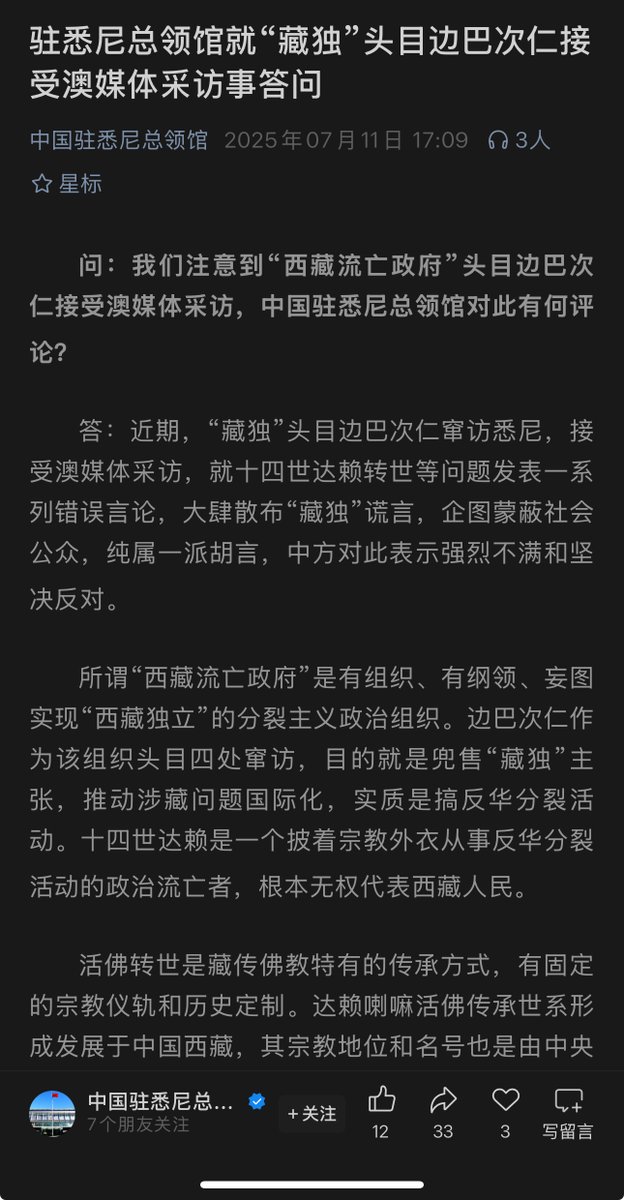 驻悉尼总领馆就“藏独”头目边巴次仁接
受澳媒体采访事答问
中国驻悉尼总领馆 2025年07月11日 17:09 3人
星标
问：我们注意到“西藏流亡政府”头目边巴次
仁接受澳媒体采访，中国驻悉尼总领馆对此有何评
论？
答：近期，“藏独”头目边巴次仁窜访悉尼，接
受澳媒体采访，就十四世达赖转世等问题发表一系
列错误言论，大肆散布“藏独”谎言，企图蒙蔽社会
公众，纯属一派胡言，中方对此表示强烈不满和坚
决反对。
所谓“西藏流亡政府”是有组织、有纲领、妄图
实现“西藏独立”的分裂主义政治组织。边巴次仁作
为该组织头目四处窜访，目的就是兜售“藏独”主
张，推动涉藏问题国际化，实质是搞反华分裂活
动。十四世达赖是一个披着宗教外衣从事反华分裂
活动的政治流亡者，根本无权代表西藏人民。
活佛转世是藏传佛教特有的传承方式，有固定
的宗教仪轨和历史定制。达赖喇嘛活佛传承世系形
成发展于中国西藏，其宗教地位和名号也是由中央
中国驻悉尼总...
7个朋友关注
+关注
12
33
3
写留言